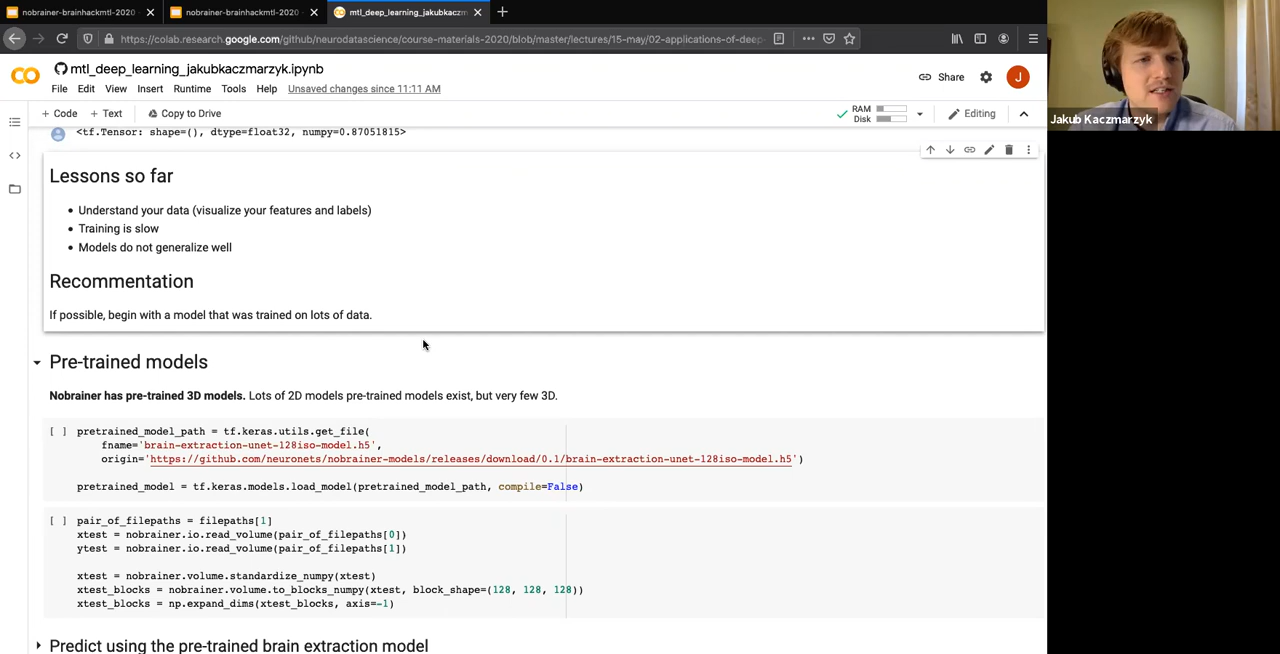 nobrainer-brainhackmtl-2020
nobrainer-brainhackmtl-2020
mtl_deep_learning_jakubkaczm
https://colab.research.google.com/github/neurodatascience/course-materials-2020/blob/master/lectures/15-may/02-applications-of-deep-
mtl_deep_learning_jakubkaczmarzyk.ipynb
Share
J
File Edit View Insert Runtime Tools Help Unsaved changes since 11:11 AM
+ Code + Text Copy to Drive
RAM
Disk
Editing
Jakub Kaczmarzyk
<tf.Tensor: shape=(), dtype=float32, numpy=0.87051815>
Lessons so far
• Understand your data (visualize your features and labels)
• Training is slow
• Models do not generalize well
Recommentation
If possible, begin with a model that was trained on lots of data.
Pre-trained models
Nobrainer has pre-trained 3D models. Lots of 2D models pre-trained models exist, but very few 3D.
[ ] pretrained_model_path = tf.keras.utils.get_file(
fname='brain-extraction-unet-128iso-model.h5',
origin='https://github.com/neuronets/nobrainer-models/releases/download/0.1/brain-extraction-unet-128iso-model.h5')
pretrained_model = tf.keras.models.load_model(pretrained_model_path, compile=False)
[ ] pair_of_filepaths = filepaths[1]
xtest = nobrainer.io.read_volume(pair_of_filepaths[0])
ytest = nobrainer.io.read_volume(pair_of_filepaths[1])
xtest = nobrainer.volume.standardize_numpy(xtest)
xtest_blocks = nobrainer.volume.to_blocks_numpy(xtest, block_shape=(128, 128, 128))
xtest_blocks = np.expand_dims(xtest_blocks, axis=-1)
Predict using the pre-trained brain extraction model